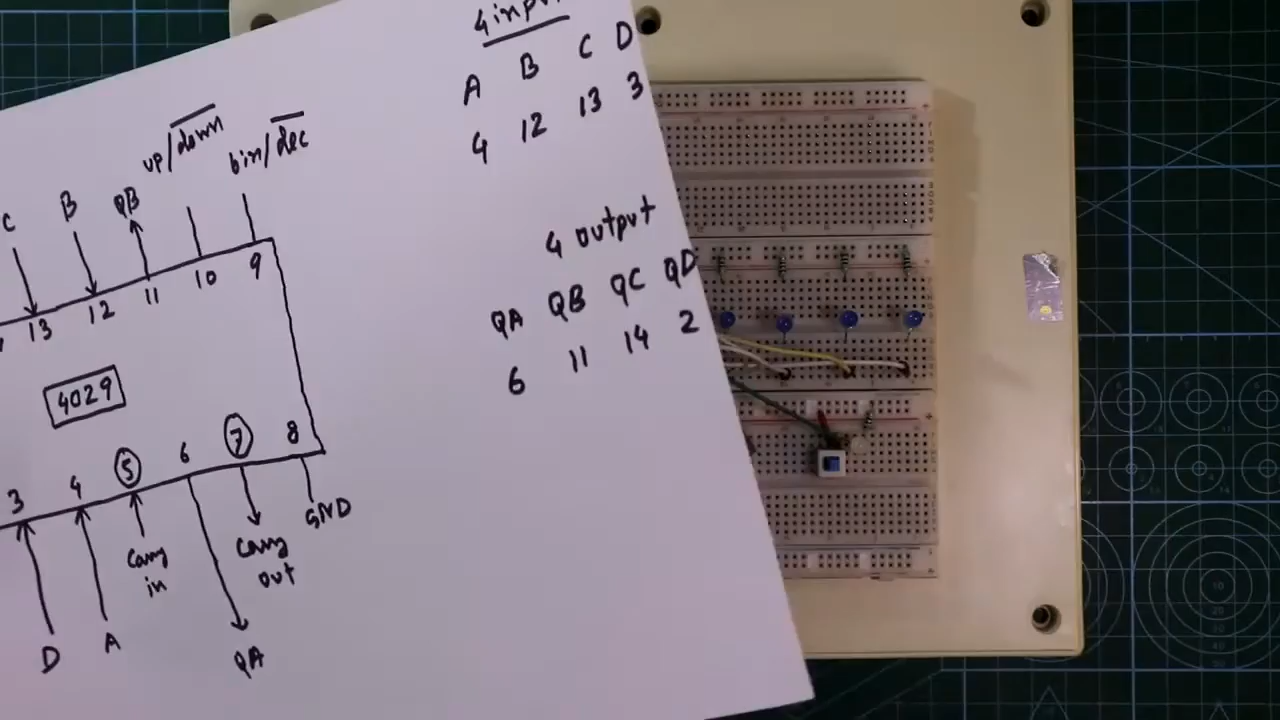 4 input
A B C D
4 12 13 3
4 output
QA QB QC QD
6 11 14 2
up/down
bin/dec
C B QB
13 12 11 10 9
4029
3 4 5 6 7 8
Carry in
Carry out
GND
D A QA